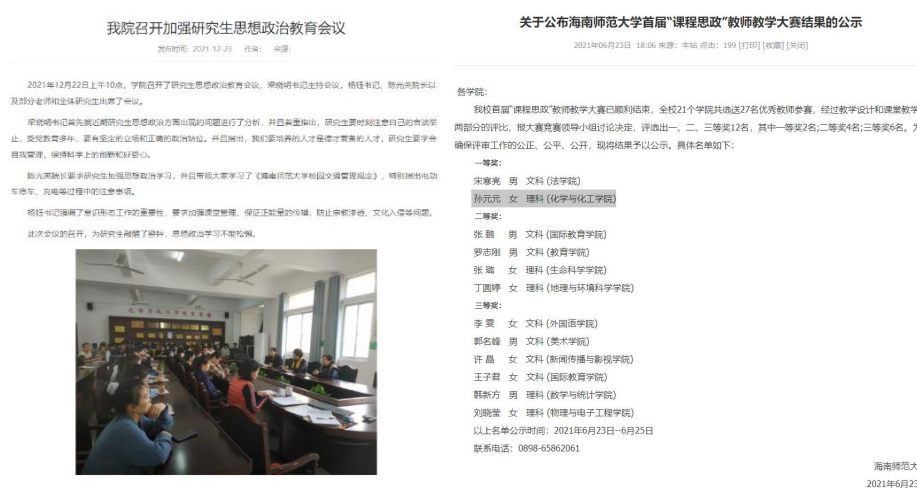 我院召开加强研究生思想政治教育会议
发布时间：2021-12-23 作者： 来源：
2021年12月22日上午10点，学院召开了研究生思想政治教育会议，梁晓明书记主持会议，杨钰书记、陈光英院长以
及部分老师和全体研究生出席了会议。
梁晓明书记首先就近期研究生思想政治方面出现的问题进行了分析，并且着重指出，研究生要时刻注意自己的言谈举
止，受党教育多年，要有坚定的立场和正确的政治站位。并且指出，我们要培养的人是德才兼备的人才，研究生要学会
自我管理，保持科学上的创新和好奇心。
陈光英院长要求研究生加强思想政治学习，并且带领大家学习了《海南师范大学校园交通管理规定》，特别指出电动
车停车、充电等过程中的注意事项。
杨钰书记强调了意识形态工作的重要性，要求加强课堂管理、保证正能量的传播、防止宗教渗透、文化入侵等问题。
此次会议的召开，为研究生敲醒了警钟，思想政治学习不能松懈。
关于公布海南师范大学首届“课程思政”教师教学大赛结果的公示
2021年06月23日 18:06 来源：本站 点击：199 [打印] [收藏] [关闭]
各学院：
我校首届“课程思政”教师教学大赛已顺利结束，全校21个学院共选送27名优秀教师参赛，经过教学设计和课堂教学
两部分的评比，报大赛竞赛领导小组讨论决定，评选出一、二、三等奖12名，其中一等奖2名;二等奖4名;三等奖6名。为
确保评审工作的公正、公平、公开，现将结果予以公示。具体名单如下：
一等奖：
宋寒亮 男 文科 (法学院)
孙元元 女 理科 (化学与化工学院)
二等奖：
张 鹏 男 文科 (国际教育学院)
罗志刚 男 文科 (教育学院)
张 璐 女 理科 (生命科学学院)
丁圆婷 女 理科 (地理与环境科学学院)
三等奖：
李 雯 女 文科 (外国语学院)
郭名峰 男 文科 (美术学院)
许 晶 女 文科 (新闻传播与影视学院)
王子君 女 文科 (国际教育学院)
韩新方 男 理科 (数学与统计学院)
刘晓莹 女 理科 (物理与电子工程学院)
以上名单公示时间：2021年6月23日--6月25日
联系电话：0898-65862061
海南师范大
2021年6月23